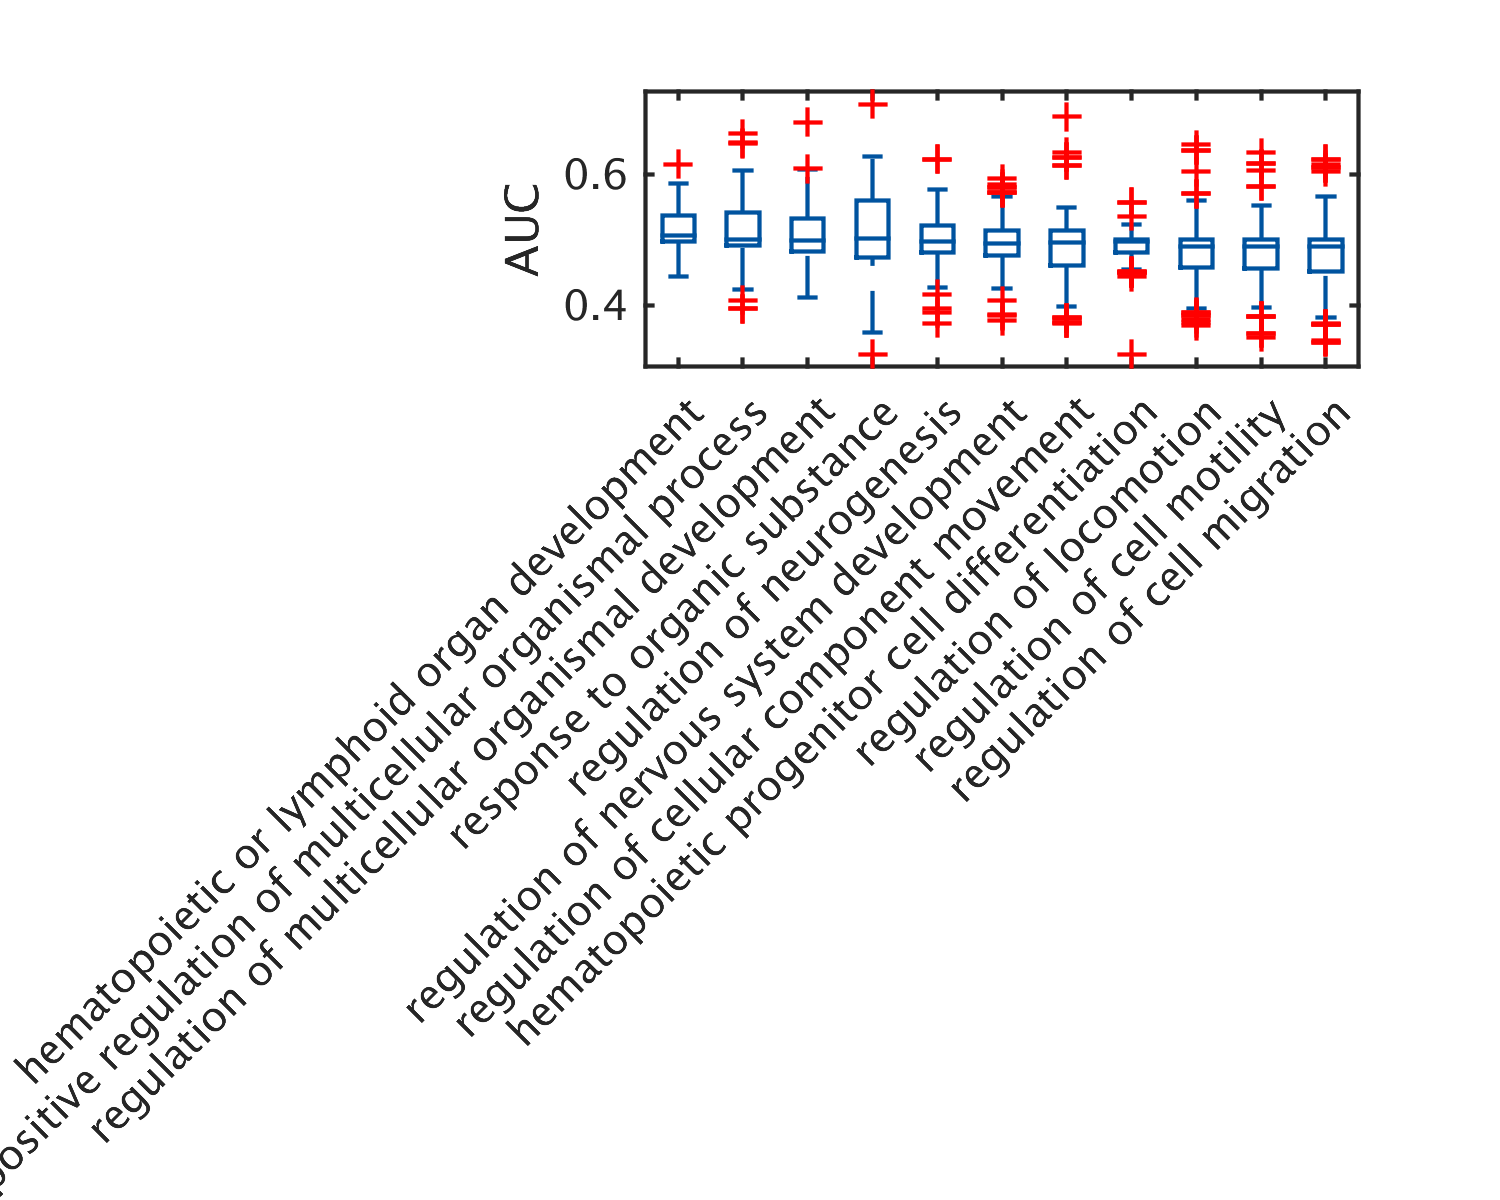 AUC
0.6
0.4
hematopoietic or lymphoid organ development
positive regulation of multicellular organismal process
regulation of multicellular organismal development
response to organic substance
regulation of neurogenesis
regulation of nervous system development
regulation of cellular component movement
hematopoietic progenitor cell differentiation
regulation of locomotion
regulation of cell motility
regulation of cell migration